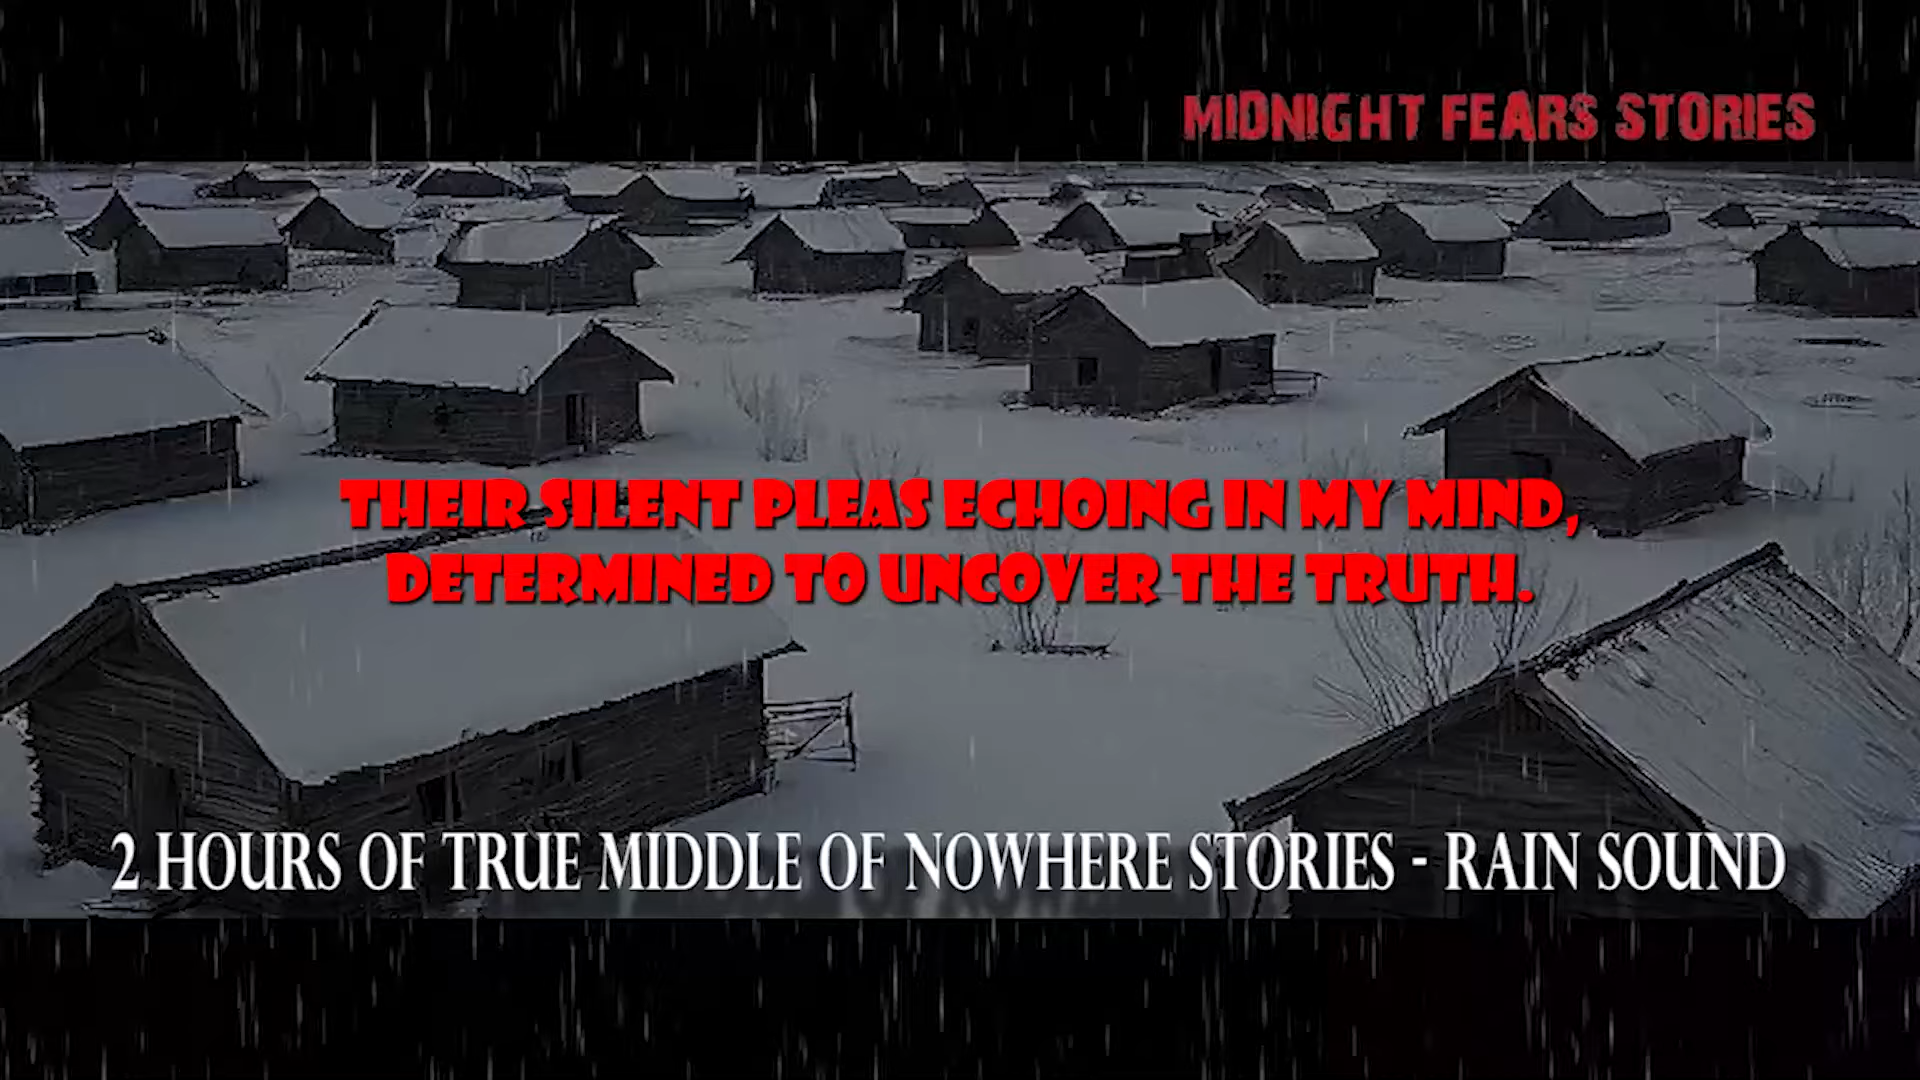 MIDNIGHT FEARS STORIES
THEIR SILENT PLEAS ECHOING IN MY MIND,
DETERMINED TO UNCOVER THE TRUTH.
2 HOURS OF TRUE MIDDLE OF NOWHERE STORIES - RAIN SOUND